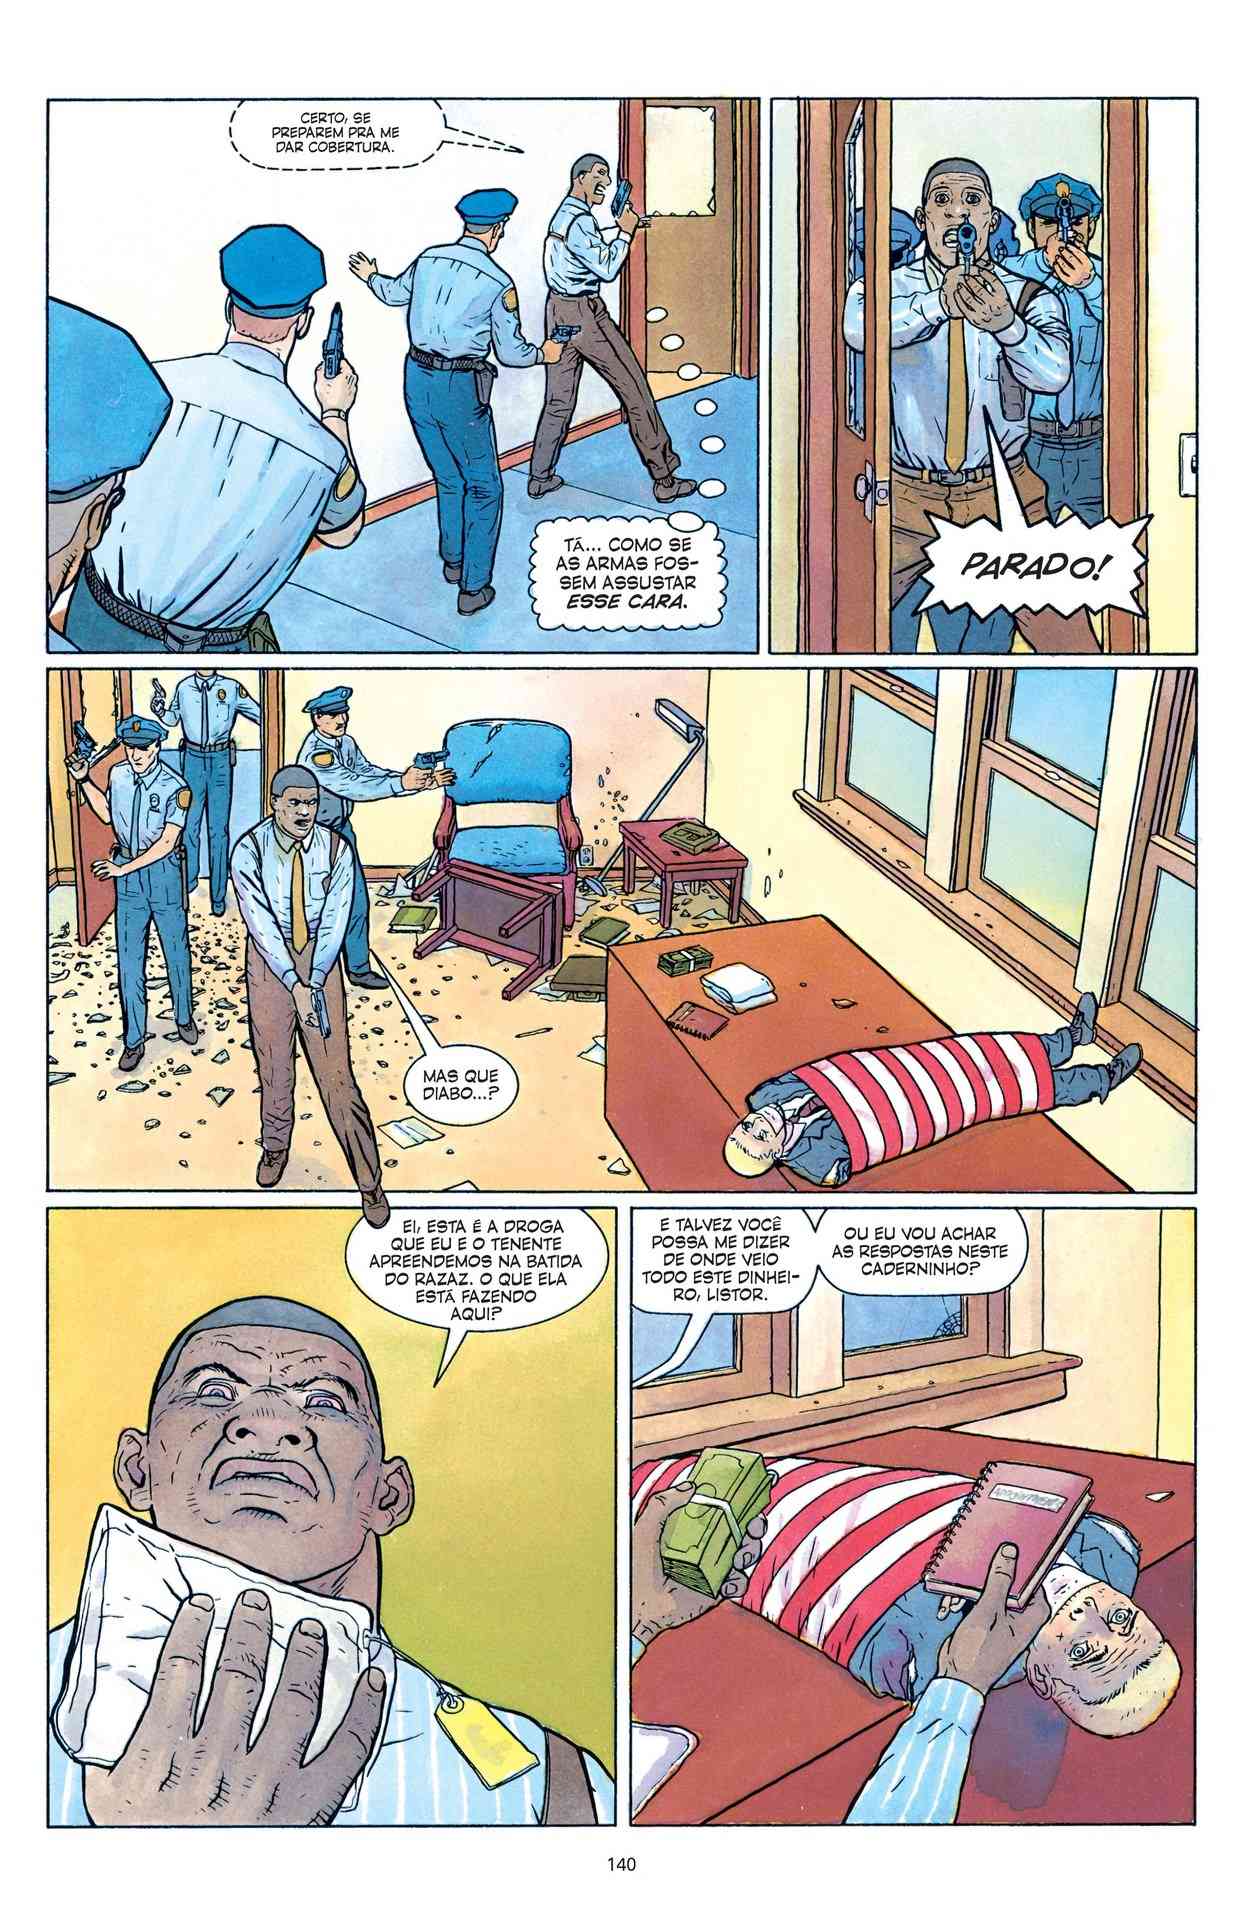 CERTO, SE
PREPAREM PRA ME
DAR COBERTURA.
TÁ... COMO SE
AS ARMAS FOS-
SEM ASSUSTAR
ESSE CARA.
PARADO!
MAS QUE
DIABO...?
EI, ESTA É A DROGA
QUE EU E O TENENTE
APREENDEMOS NA BATIDA
DO RAZAZ. O QUE ELA
ESTÁ FAZENDO
AQUI?
E TALVEZ VOCÊ
POSSA ME DIZER
DE ONDE VEIO
TODO ESTE DINHEI-
RO, LISTOR.
OU EU VOU ACHAR
AS RESPOSTAS NESTE
CADERNINHO?
140